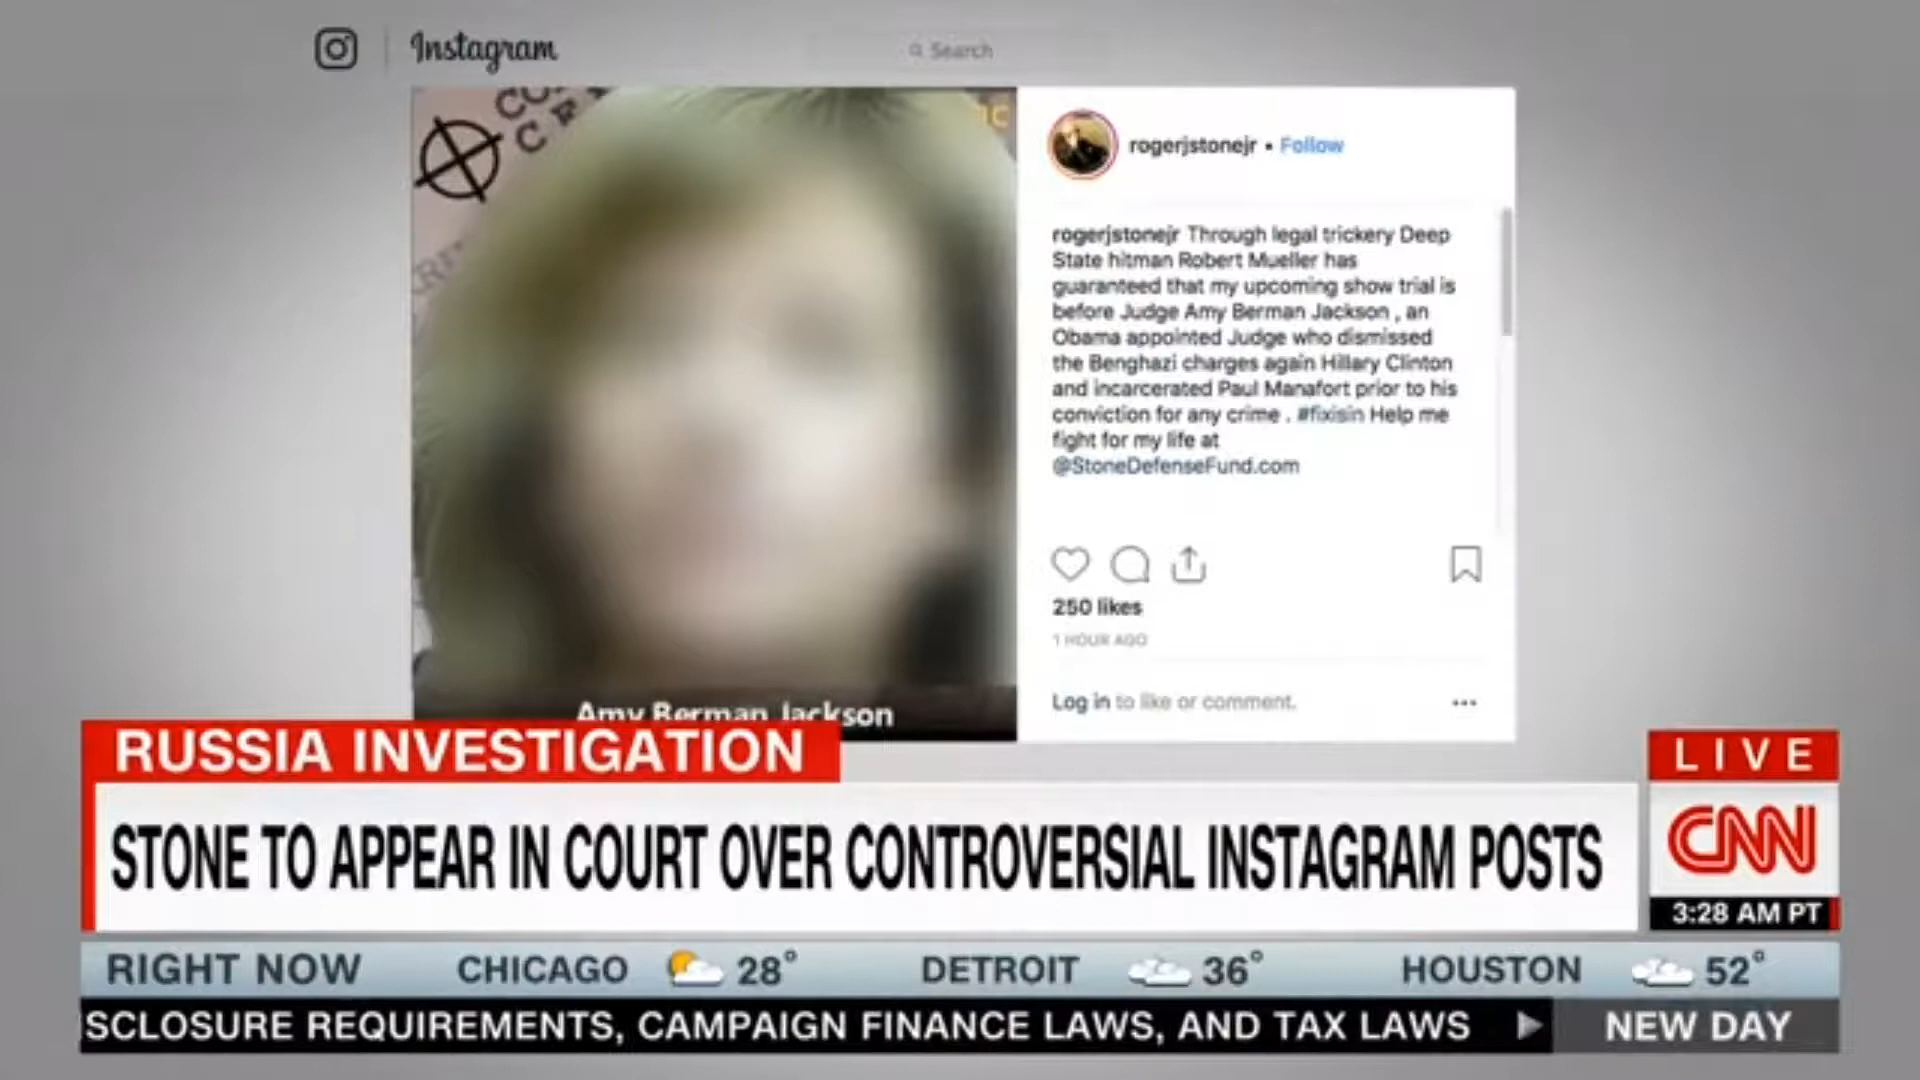 Instagram
Search
rogerjstonejr • Follow
rogerjstonejr Through legal trickery Deep
State hitman Robert Mueller has
guaranteed that my upcoming show trial is
before Judge Amy Berman Jackson , an
Obama appointed Judge who dismissed
the Benghazi charges again Hillary Clinton
and incarcerated Paul Manafort prior to his
conviction for any crime . #fixisin Help me
fight for my life at
@StoneDefenseFund.com
250 likes
1 HOUR AGO
Log in to like or comment.
Amy Berman Jackson
RUSSIA INVESTIGATION
STONE TO APPEAR IN COURT OVER CONTROVERSIAL INSTAGRAM POSTS
LIVE
CNN
3:28 AM PT
RIGHT NOW CHICAGO 28° DETROIT 36° HOUSTON 52°
SCLOSURE REQUIREMENTS, CAMPAIGN FINANCE LAWS, AND TAX LAWS
NEW DAY